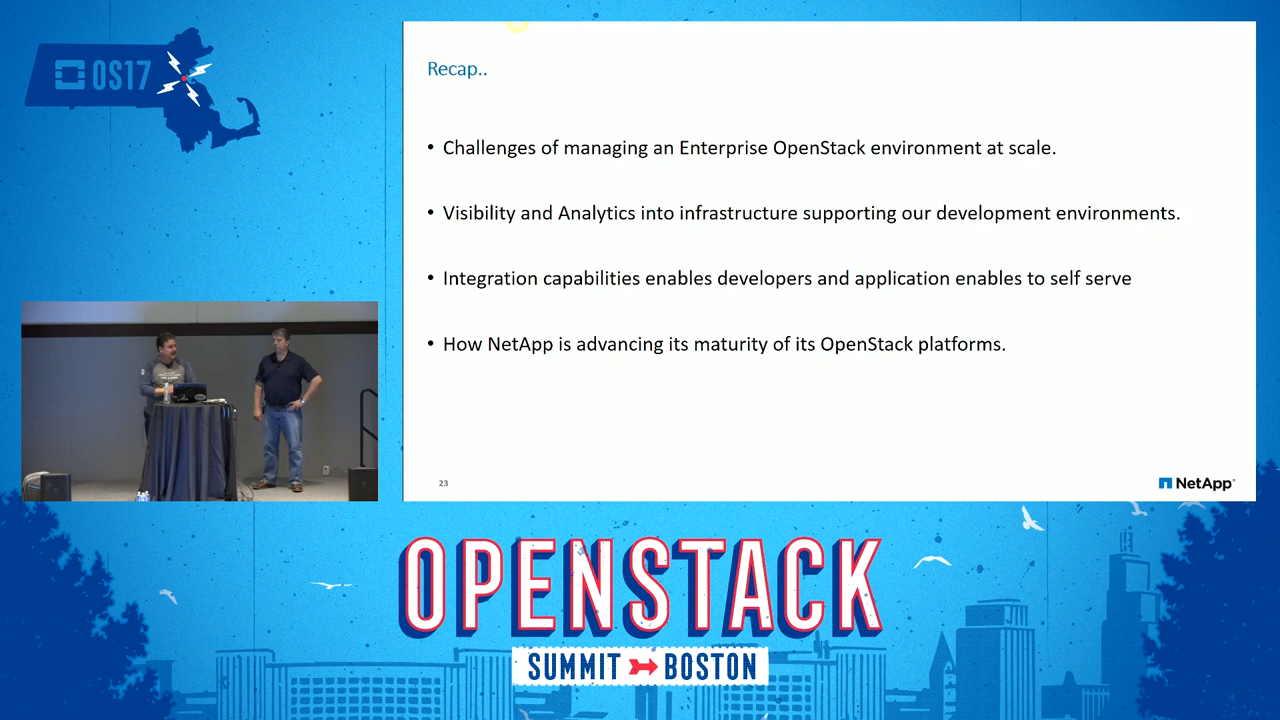 OS17
Recap..
• Challenges of managing an Enterprise OpenStack environment at scale.
• Visibility and Analytics into infrastructure supporting our development environments.
• Integration capabilities enables developers and application enables to self serve
• How NetApp is advancing its maturity of its OpenStack platforms.
23
NetApp
OPENSTACK
SUMMIT BOSTON